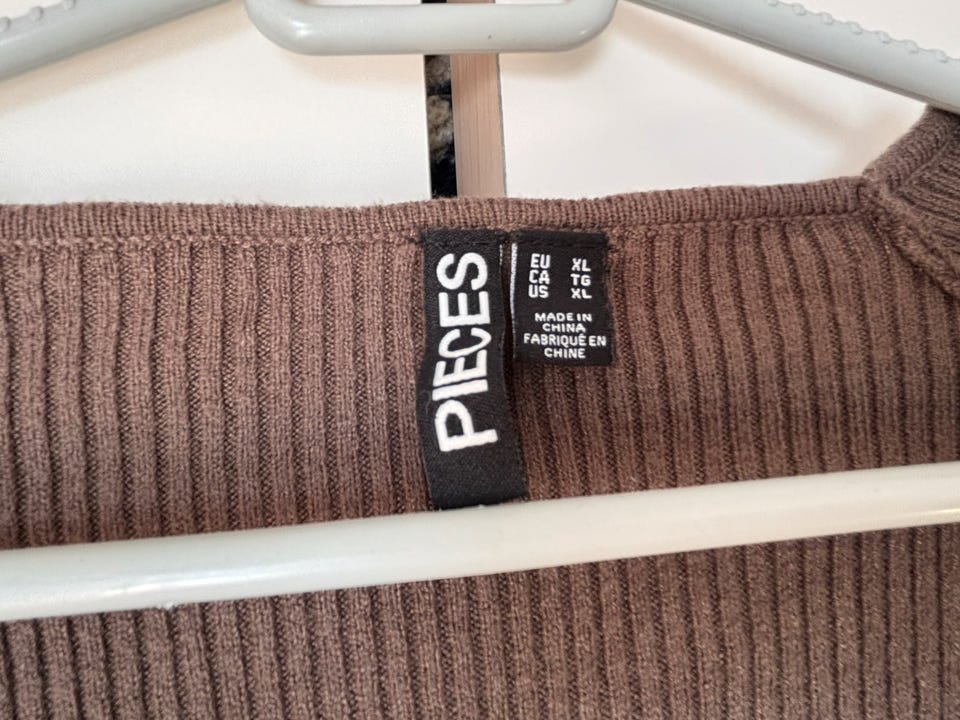 PIECES
EU XL
CA TG
US XL
MADE IN
CHINA
FABRIQUÉ EN
CHINE